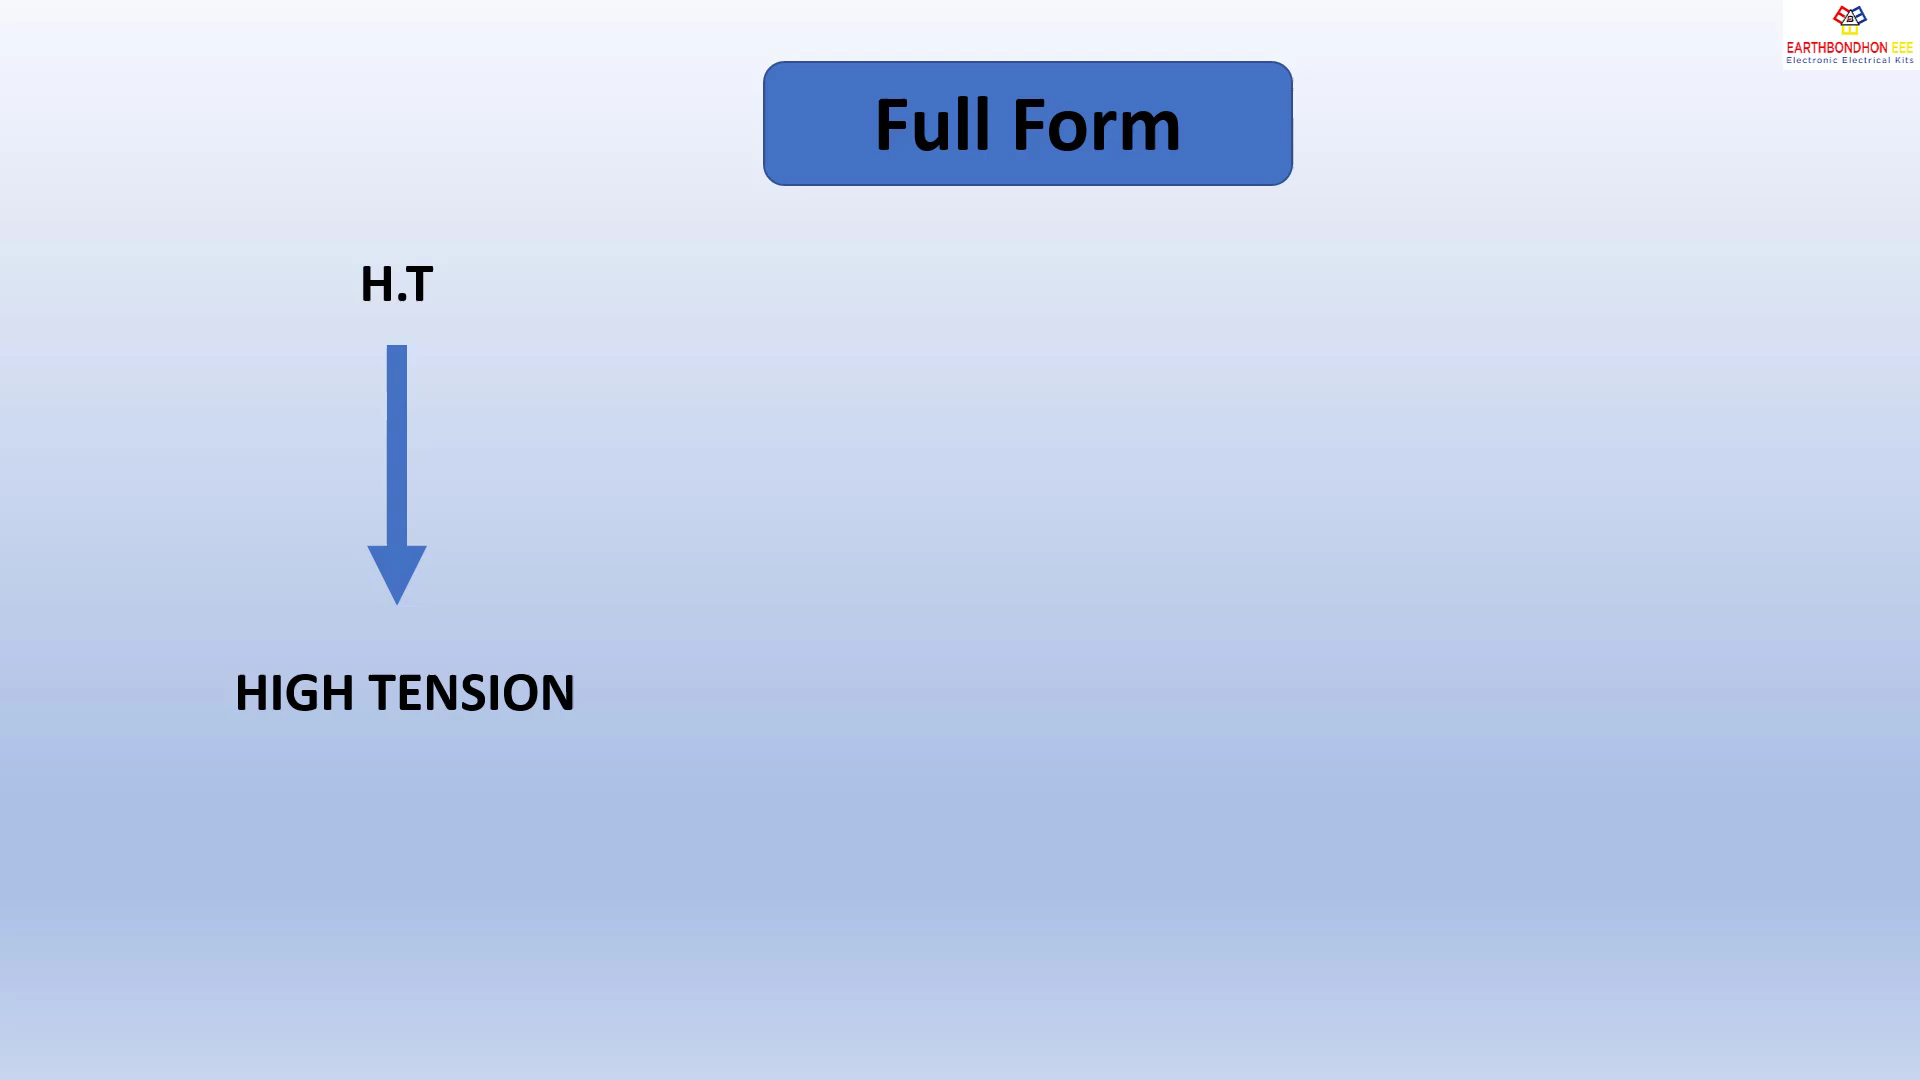 EARTHBONDHON EEE
Electronic Electrical Kits
Full Form
H.T
HIGH TENSION